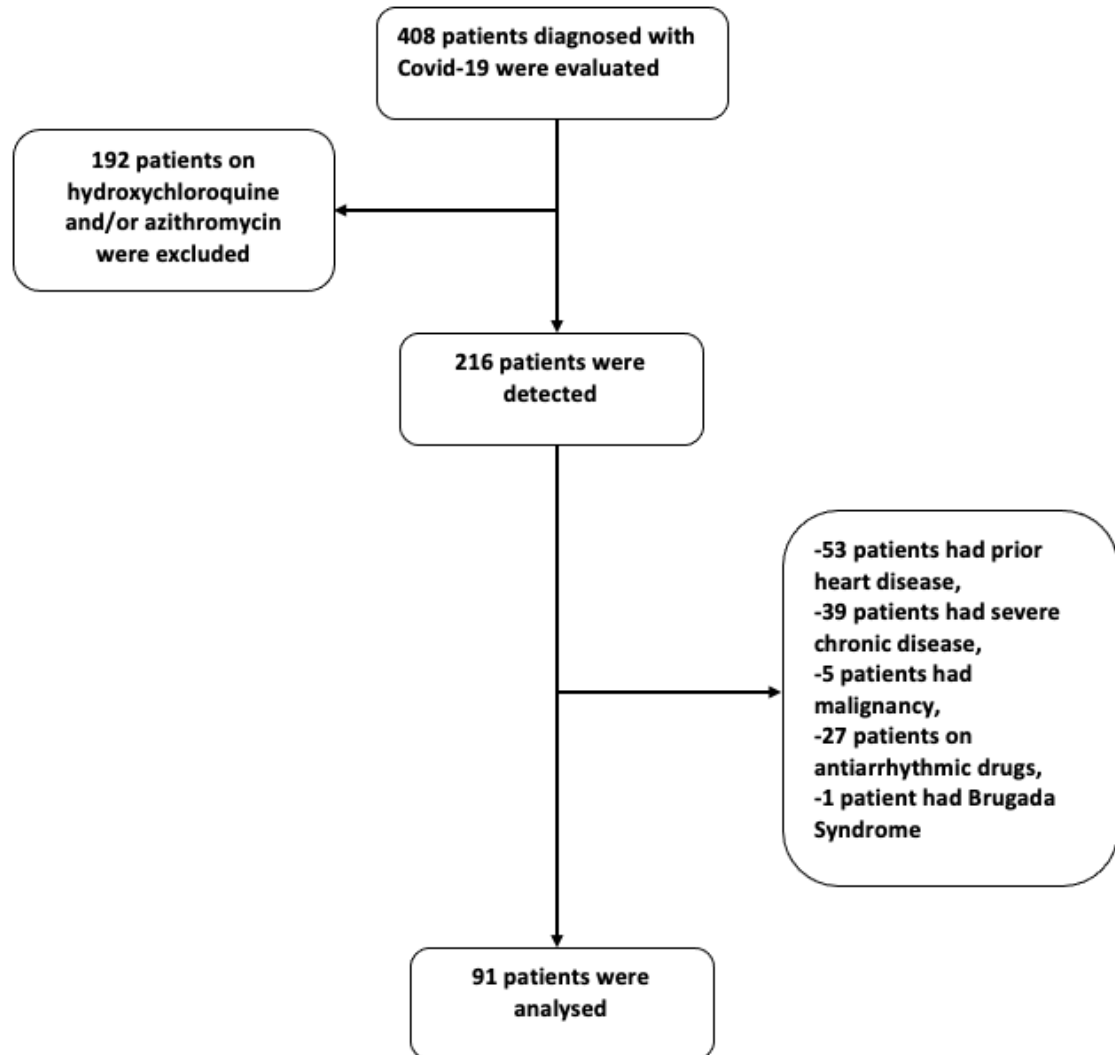 408 patients diagnosed with
Covid-19 were evaluated
192 patients on
hydroxychloroquine
and/or azithromycin
were excluded
216 patients were
detected
-53 patients had prior
heart disease,
-39 patients had severe
chronic disease,
-5 patients had
malignancy,
-27 patients on
antiarrhythmic drugs,
-1 patient had Brugada
Syndrome
91 patients were
analysed